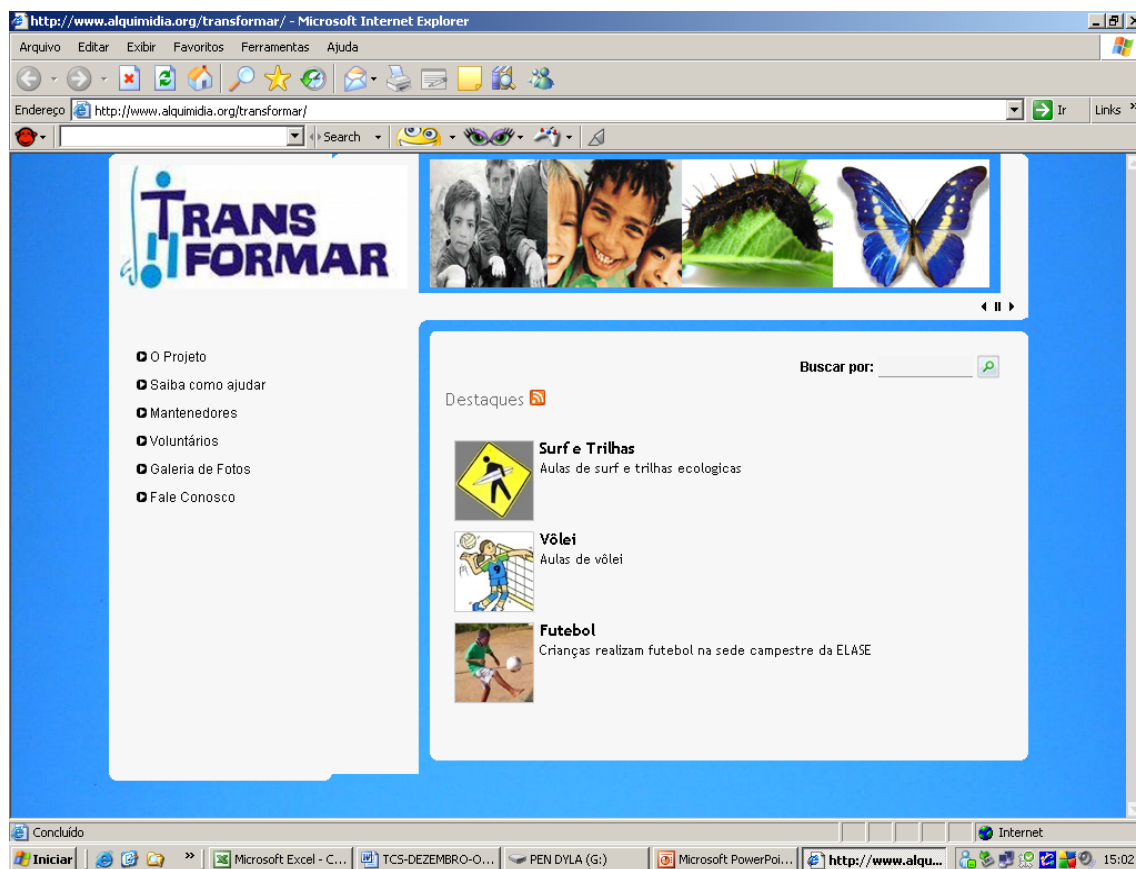 http://www.alquimidia.org/transformar/ - Microsoft Internet Explorer
Arquivo Editar Exibir Favoritos Ferramentas Ajuda
Endereço http://www.alquimidia.org/transformar/ Ir Links »
Search
TRANS
FORMAR
O Projeto
Saiba como ajudar
Mantenedores
Voluntários
Galeria de Fotos
Fale Conosco
Buscar por:
Destaques
Surf e Trilhas
Aulas de surf e trilhas ecologicas
Vôlei
Aulas de vôlei
9
Futebol
Crianças realizam futebol na sede campestre da ELASE
Concluído Internet
Iniciar » Microsoft Excel - C... TCS-DEZEMBRO-O... PEN DYLA (G:) Microsoft PowerPoi... http://www.alqu... 15:02